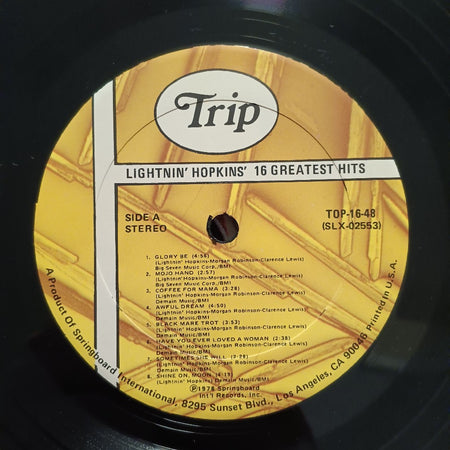 Trip
LIGHTNIN' HOPKINS' 16 GREATEST HITS
SIDE A
STEREO
TOP-16-48
(SLX-02553)
1. GLORY BE (4:56)
(Lightnin' Hopkins-Morgan Robinson-Clarence Lewis)
Big Seven Music Corp./BMI
2. MOJO HAND (2:57)
(Lightnin' Hopkins-Morgan Robinson-Clarence Lewis)
Big Seven Music Corp./BMI
3. COFFEE FOR MAMA (3:28)
(Lightnin' Hopkins-Morgan Robinson-Clarence Lewis)
Demain Music/BMI
4. AWFUL DREAM (4:50)
(Lightnin' Hopkins-Morgan Robinson-Clarence Lewis)
Demain Music/BMI
5. BLACK MARE TROT (3:53)
(Lightnin' Hopkins-Morgan Robinson-Clarence Lewis)
Demain Music/BMI
6. HAVE YOU EVER LOVED A WOMAN (2:38)
(Lightnin' Hopkins-Morgan Robinson-Clarence Lewis)
Demain Music/BMI
7. SOMETIMES SHE WILL (2:29)
(Lightnin' Hopkins-Morgan Robinson-Clarence Lewis)
Demain Music/BMI
8. SHINE ON, MOON (4:19)
(Lightnin' Hopkins) Demain Music/BMI
Ⓟ1978 Springboard
Int'l Records, Inc.
A Product Of Springboard International, 8295 Sunset Blvd., Los Angeles, CA 90046 Printed In U.S.A.